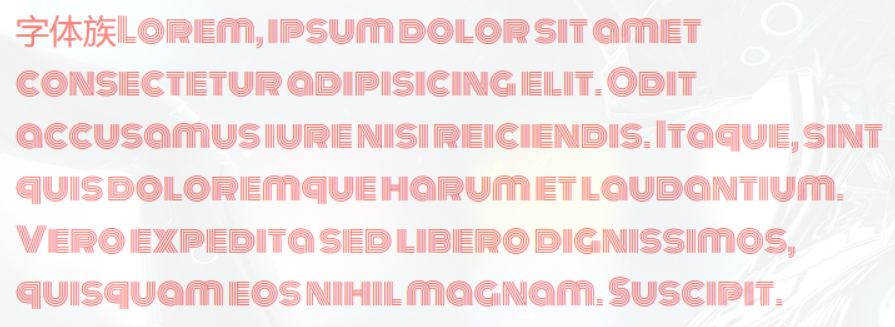 字体族Lorem, ipsum dolor sit amet
consectetur adipisicing elit. Odit
accusamus iure nisi reiciendis. Itaque, sint
quis doloremque harum et laudantium.
Vero expedita sed libero dignissimos,
quisquam eos nihil magnam. Suscipit.